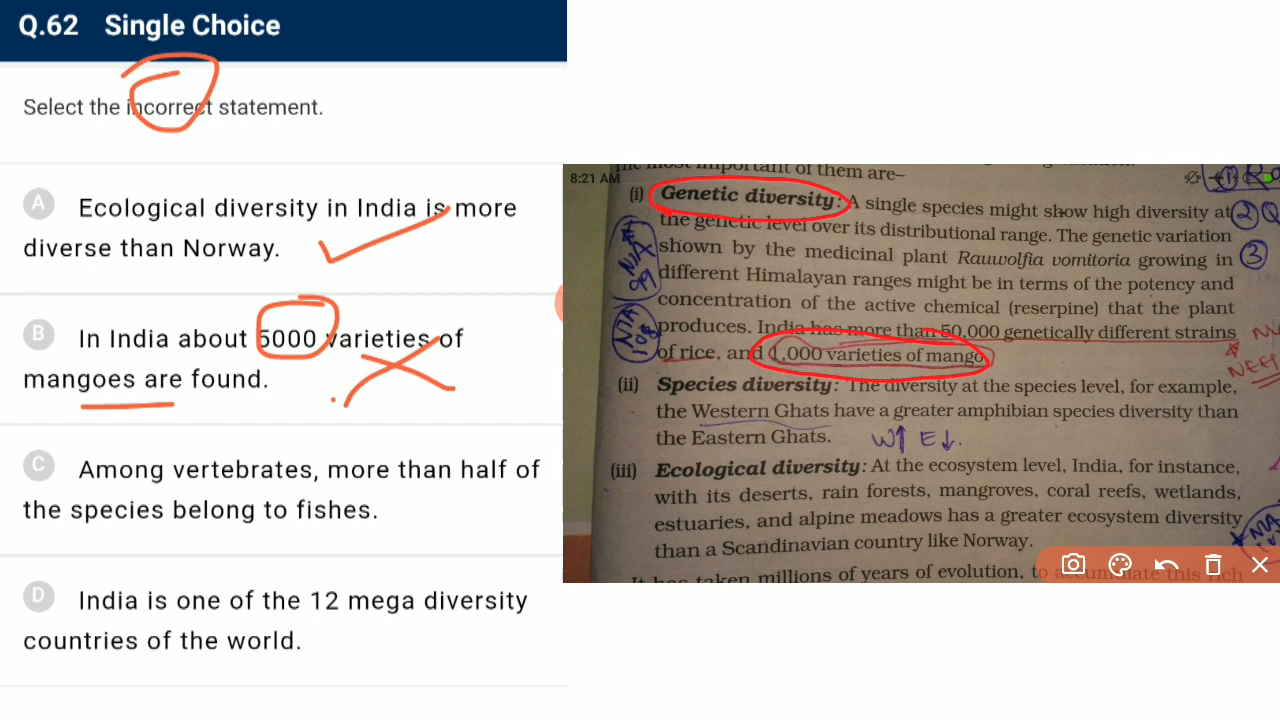 Q.62 Single Choice
Select the incorrect statement.
A Ecological diversity in India is more
diverse than Norway.
B In India about 5000 varieties of
mangoes are found.
C Among vertebrates, more than half of
the species belong to fishes.
D India is one of the 12 mega diversity
countries of the world.
8:21 AM
most important of them are–
(i) Genetic diversity: A single species might show high diversity at
the genetic level over its distributional range. The genetic variation
shown by the medicinal plant Rauwolfia vomitoria growing in
different Himalayan ranges might be in terms of the potency and
concentration of the active chemical (reserpine) that the plant
produces. India has more than 50,000 genetically different strains
of rice, and 1,000 varieties of mango
(ii) Species diversity: The diversity at the species level, for example,
the Western Ghats have a greater amphibian species diversity than
the Eastern Ghats. W↑ E↓.
(iii) Ecological diversity: At the ecosystem level, India, for instance,
with its deserts, rain forests, mangroves, coral reefs, wetlands,
estuaries, and alpine meadows has a greater ecosystem diversity
than a Scandinavian country like Norway.
It has taken millions of years of evolution, to accumulate this rich